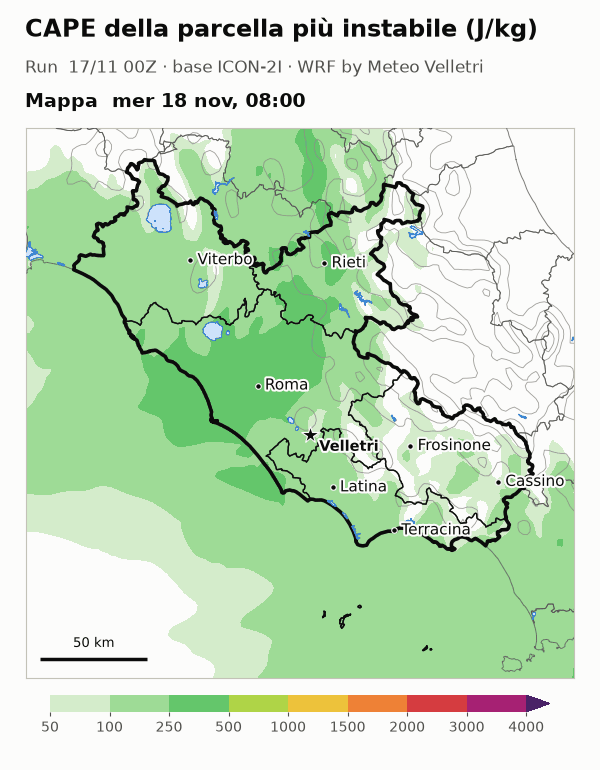 CAPE della parcella più instabile (J/kg)
Run 17/11 00Z · base ICON-2I · WRF by Meteo Velletri
Mappa mer 18 nov, 08:00
Viterbo
Rieti
Roma
Velletri
Frosinone
Latina
Cassino
Terracina
50 km
50 100 250 500 1000 1500 2000 3000 4000